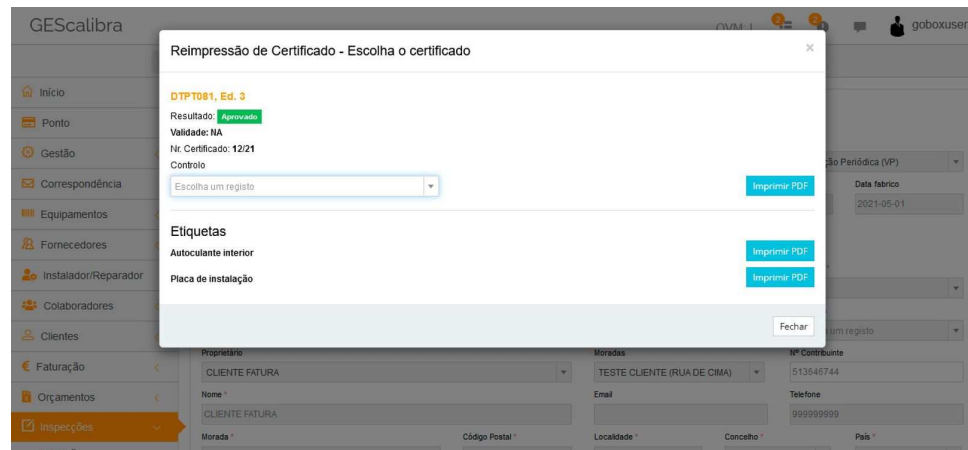 GEScalibra
OVM: I
2
2
goboxuser
Reimpressão de Certificado - Escolha o certificado
×
DTPT081, Ed. 3
Resultado: Aprovado
Validade: NA
Nr. Certificado: 12/21
Controlo
Escolha um registo
Imprimir PDF
Etiquetas
Autocolante interior
Imprimir PDF
Placa de instalação
Imprimir PDF
Fechar
Início
Ponto
Gestão
Correspondência
Equipamentos
Fornecedores
Instalador/Reparador
Colaboradores
Clientes
Faturação
Orçamentos
Inspecções
ção Periódica (VP)
Data fabrico
2021-05-01
um registo
Proprietário
Moradas
Nº Contribuinte
CLIENTE FATURA
TESTE CLIENTE (RUA DE CIMA)
513646744
Nome *
Email
Telefone
CLIENTE FATURA
999999999
Morada *
Código Postal *
Localidade *
Concelho *
País *